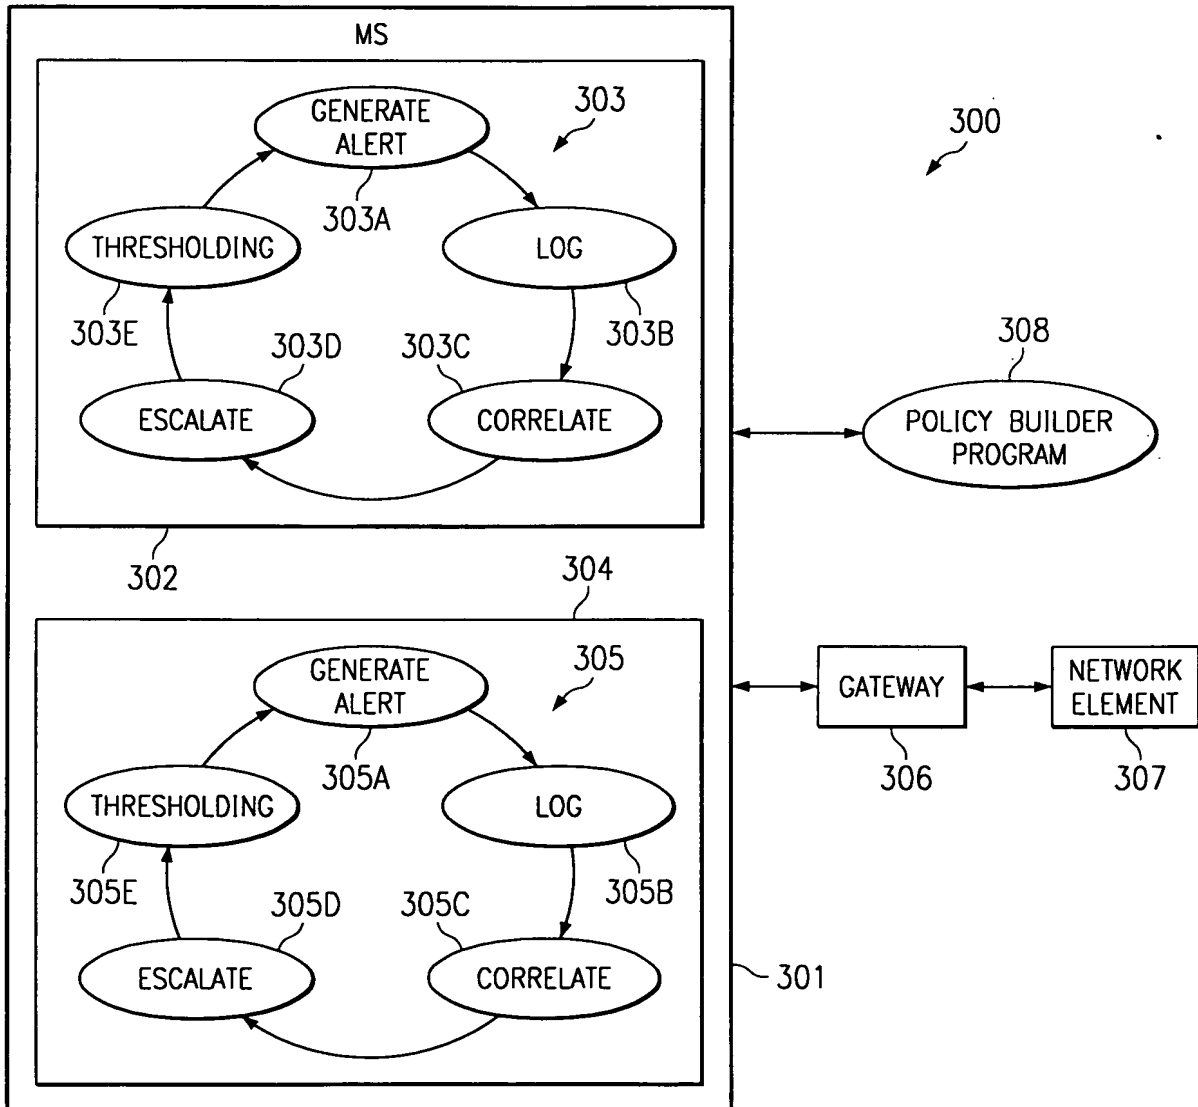 MS
GENERATE
ALERT
303
303A
THRESHOLDING
LOG
303E
303B
303D
303C
ESCALATE
CORRELATE
302
300
308
POLICY BUILDER
PROGRAM
304
GENERATE
ALERT
305
305A
THRESHOLDING
LOG
305E
305B
305D
305C
ESCALATE
CORRELATE
301
GATEWAY
306
NETWORK
ELEMENT
307